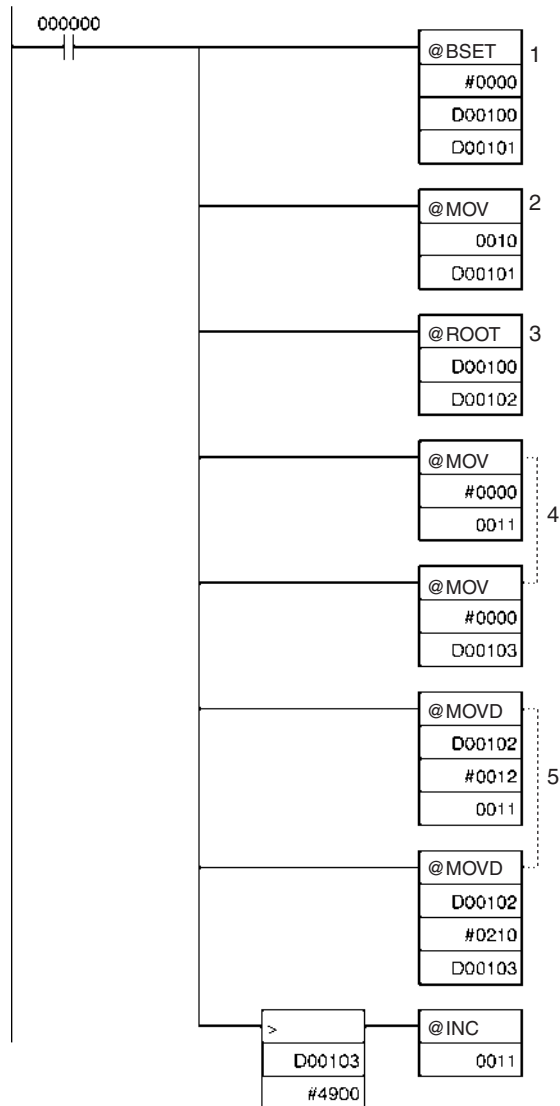 000000
@BSET 1
#0000
D00100
D00101
@MOV 2
0010
D00101
@ROOT 3
D00100
D00102
@MOV
#0000
0011
4
@MOV
#0000
D00103
@MOVD
D00102
#0012
0011
5
@MOVD
D00102
#0210
D00103
> @INC
D00103 0011
#4900